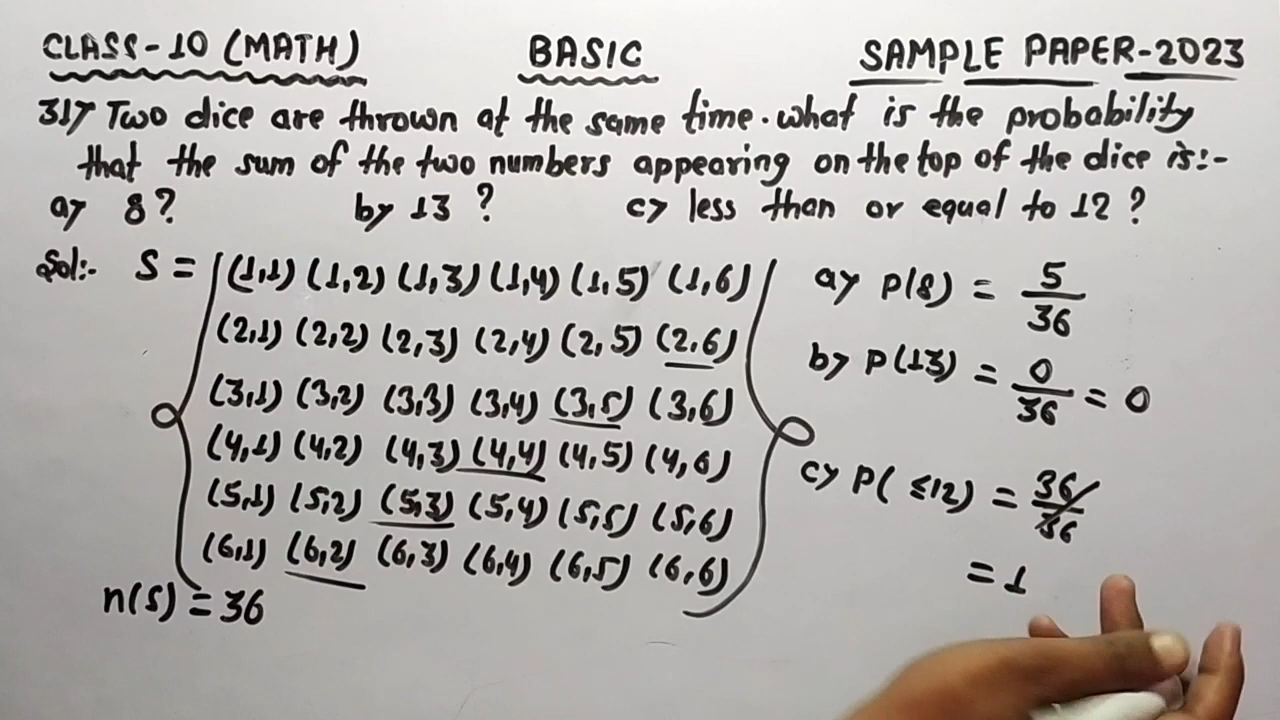 CLASS-10 (MATH) BASIC SAMPLE PAPER-2023
31) Two dice are thrown at the same time. what is the probability
that the sum of the two numbers appearing on the top of the dice is:-
a) 8? b) 13 ? c) less than or equal to 12 ?
Sol:- S = {(1,1) (1,2) (1,3) (1,4) (1,5) (1,6)
(2,1) (2,2) (2,3) (2,4) (2,5) (2,6)
(3,1) (3,2) (3,3) (3,4) (3,5) (3,6)
(4,1) (4,2) (4,3) (4,4) (4,5) (4,6)
(5,1) (5,2) (5,3) (5,4) (5,5) (5,6)
(6,1) (6,2) (6,3) (6,4) (6,5) (6,6)}
n(S) = 36
a) P(8) = 5/36
b) P(13) = 0/36 = 0
c) P( ≤12) = 36/36
= 1